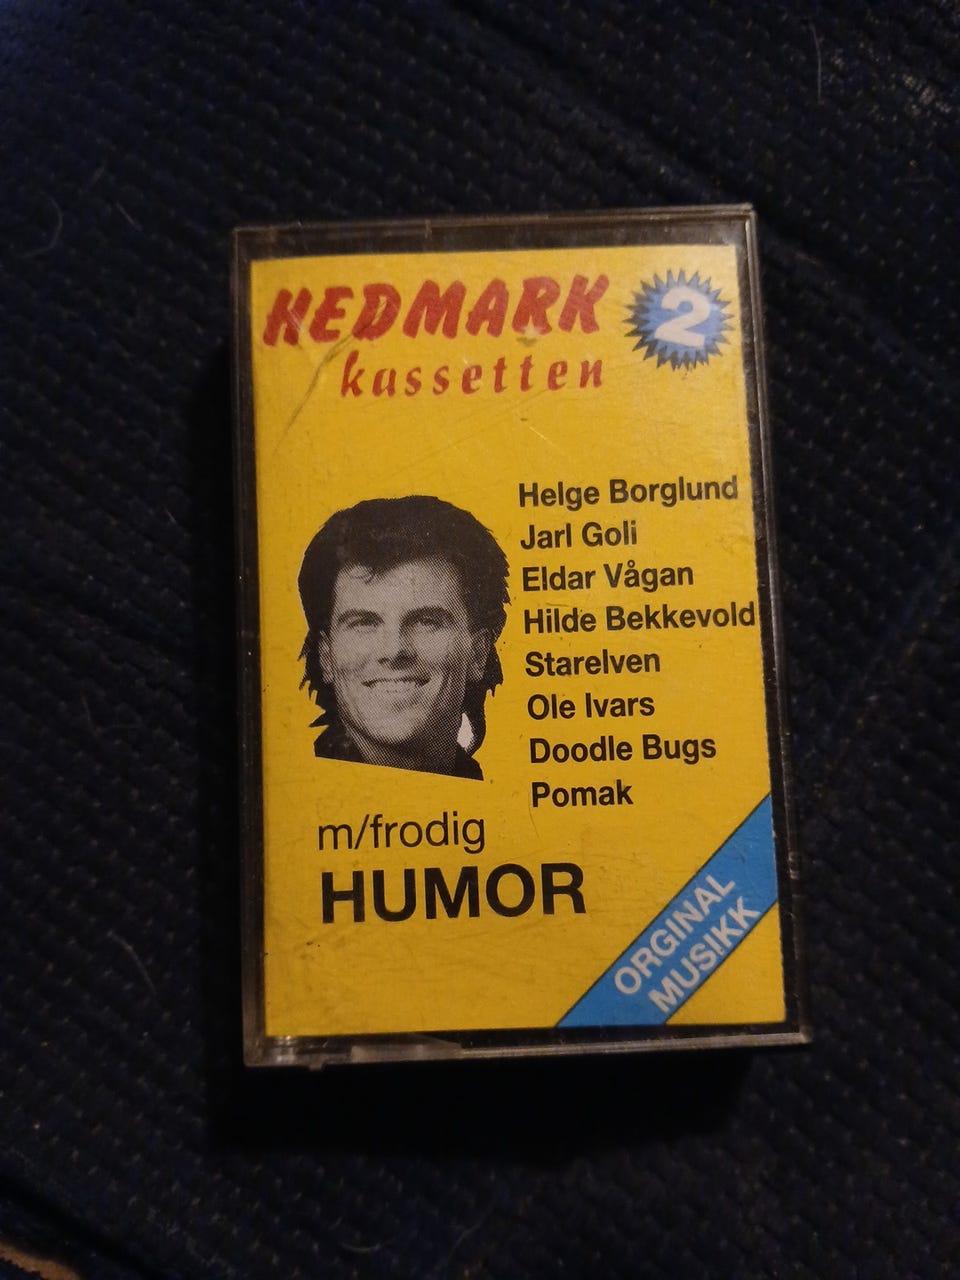 HEDMARK
kassetten
2
Helge Borglund
Jarl Goli
Eldar Vågan
Hilde Bekkevold
Starelven
Ole Ivars
Doodle Bugs
Pomak
m/frodig
HUMOR
ORGINAL
MUSIKK